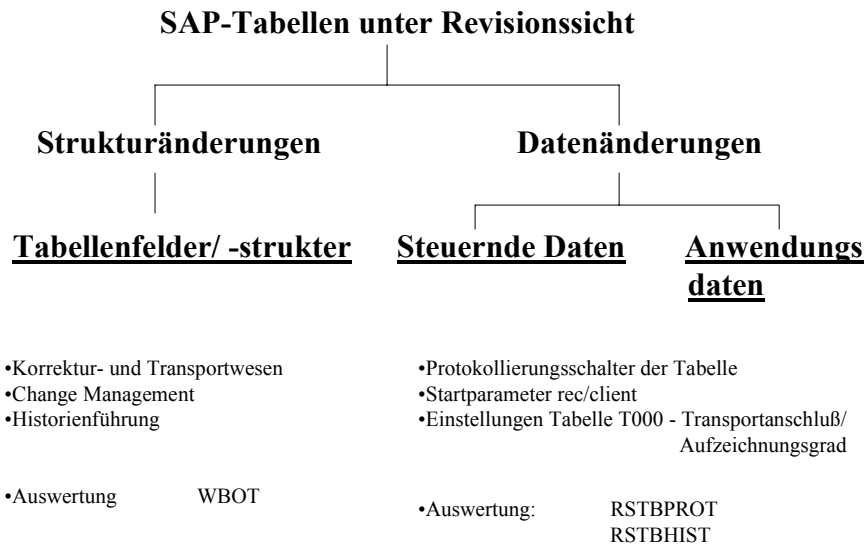 SAP-Tabellen unter Revisionssicht
Strukturänderungen
Datenänderungen
Tabellenfelder/ -strukter
Steuernde Daten
Anwendungs
daten
•Korrektur- und Transportwesen
•Change Management
•Historienführung
•Auswertung WBOT
•Protokollierungsschalter der Tabelle
•Startparameter rec/client
•Einstellungen Tabelle T000 - Transportanschluß/
Aufzeichnungsgrad
•Auswertung: RSTBPROT
RSTBHIST